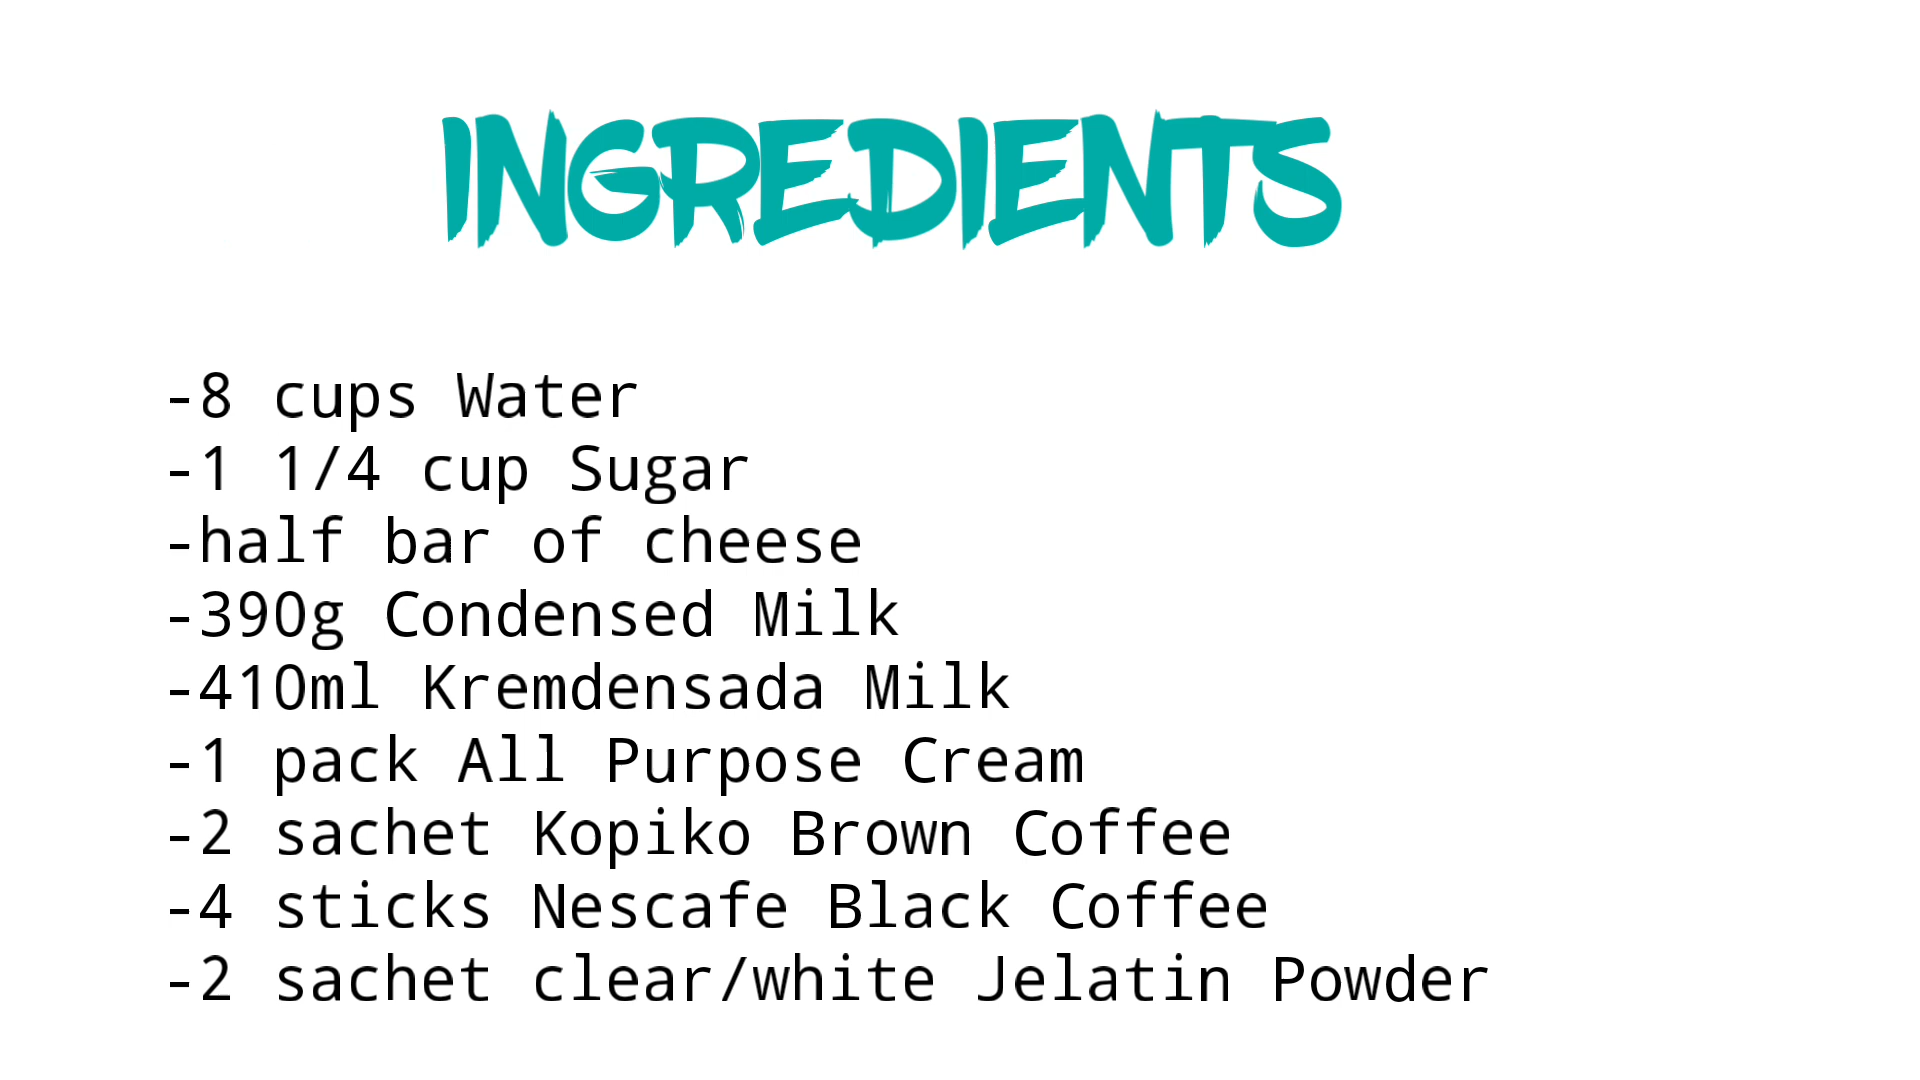 INGREDIENTS
-8 cups Water
-1 1/4 cup Sugar
-half bar of cheese
-390g Condensed Milk
-410ml Kremdensada Milk
-1 pack All Purpose Cream
-2 sachet Kopiko Brown Coffee
-4 sticks Nescafe Black Coffee
-2 sachet clear/white Jelatin Powder